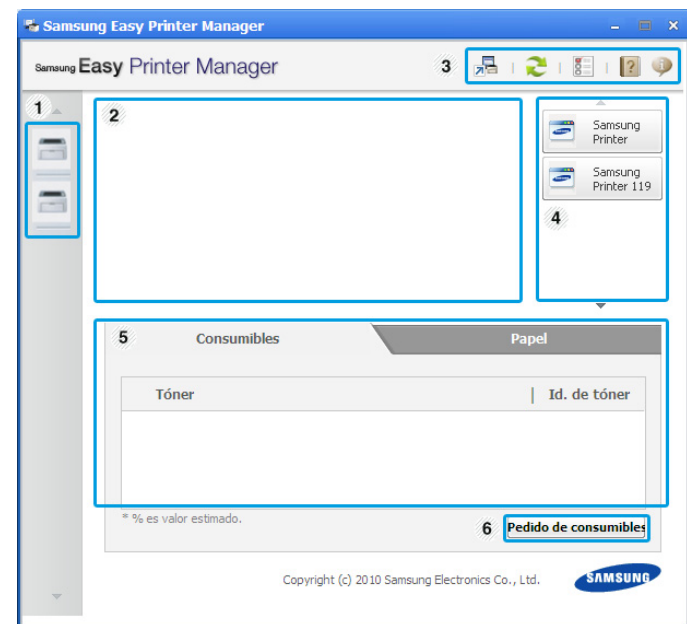 Samsung Easy Printer Manager
Samsung Easy Printer Manager
3
1
2
Samsung
Printer
Samsung
Printer 119
4
5 Consumibles Papel
Tóner | Id. de tóner
* % es valor estimado.
6 Pedido de consumibles
Copyright (c) 2010 Samsung Electronics Co., Ltd.
SAMSUNG